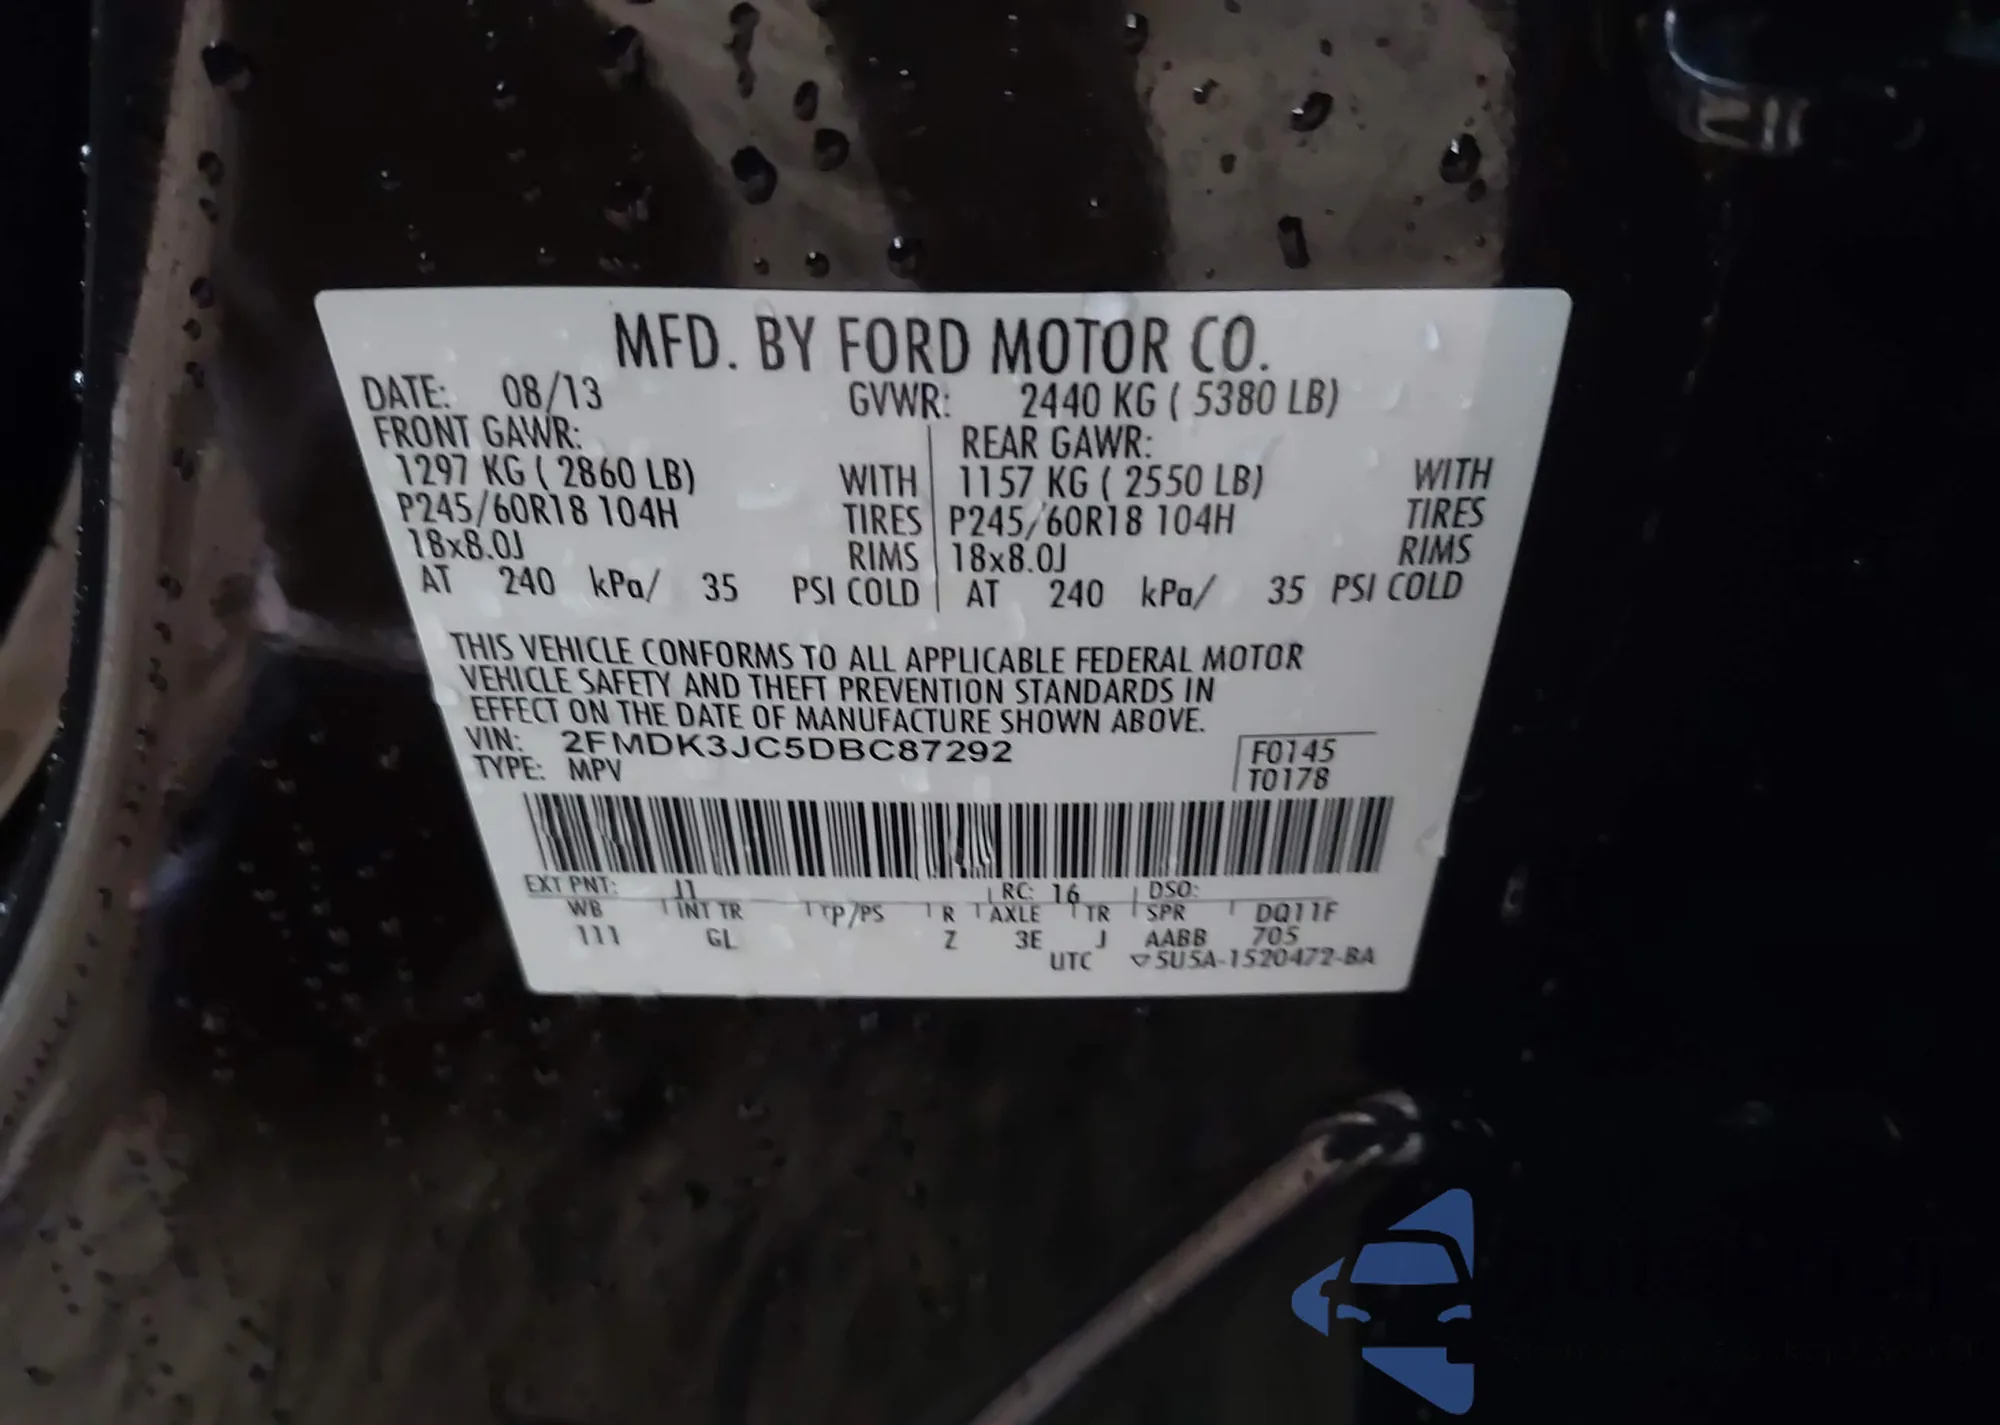 MFD. BY FORD MOTOR CO.
DATE: 08/13 GVWR: 2440 KG ( 5380 LB)
FRONT GAWR: REAR GAWR:
1297 KG ( 2860 LB) WITH 1157 KG ( 2550 LB) WITH
P245/60R18 104H TIRES P245/60R18 104H TIRES
18x8.0J RIMS 18x8.0J RIMS
AT 240 kPa/ 35 PSI COLD AT 240 kPa/ 35 PSI COLD
THIS VEHICLE CONFORMS TO ALL APPLICABLE FEDERAL MOTOR
VEHICLE SAFETY AND THEFT PREVENTION STANDARDS IN
EFFECT ON THE DATE OF MANUFACTURE SHOWN ABOVE.
VIN: 2FMDK3JC5DBC87292 F0145
TYPE: MPV T0178
EXT PNT: J1 RC: 16 DSO:
WB INT TR TP/PS R AXLE TR SPR DQ11F
111 GL Z 3E J AABB 705
UTC ▽5U5A-1520472-BA